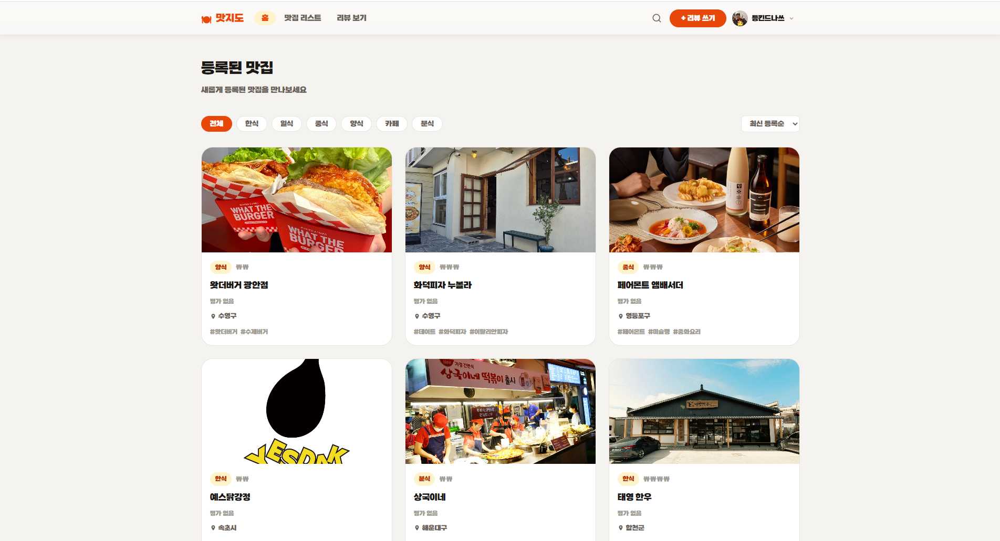 맛지도
홈
맛집 리스트
리뷰 보기
+ 리뷰 쓰기
등킨드나쓰
등록된 맛집
새롭게 등록된 맛집을 만나보세요
전체
한식
일식
중식
양식
카페
분식
최신 등록순
WHAT THE
BURGER
WHAT THE
BURGER
양식 ₩₩
왓더버거 광안점
평가 없음
수영구
#왓더버거 #수제버거
양식 ₩₩₩
화덕피자 누볼라
평가 없음
수영구
#데이트 #화덕피자 #이탈리안피자
중식 ₩₩₩
페어몬트 앰배서더
평가 없음
영등포구
#페어몬트 #미슐랭 #중화요리
YESDAK
한식 ₩₩
예스닭강정
평가 없음
속초시
New 가정 간편식
상국이네 떡볶이 출시
분식 ₩₩
상국이네
평가 없음
해운대구
태영한우
한식 ₩₩₩₩
태영 한우
평가 없음
합천군